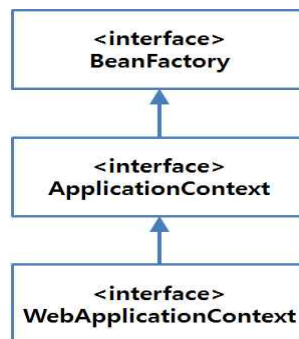 <interface>
BeanFactory
<interface>
ApplicationContext
<interface>
WebApplicationContext